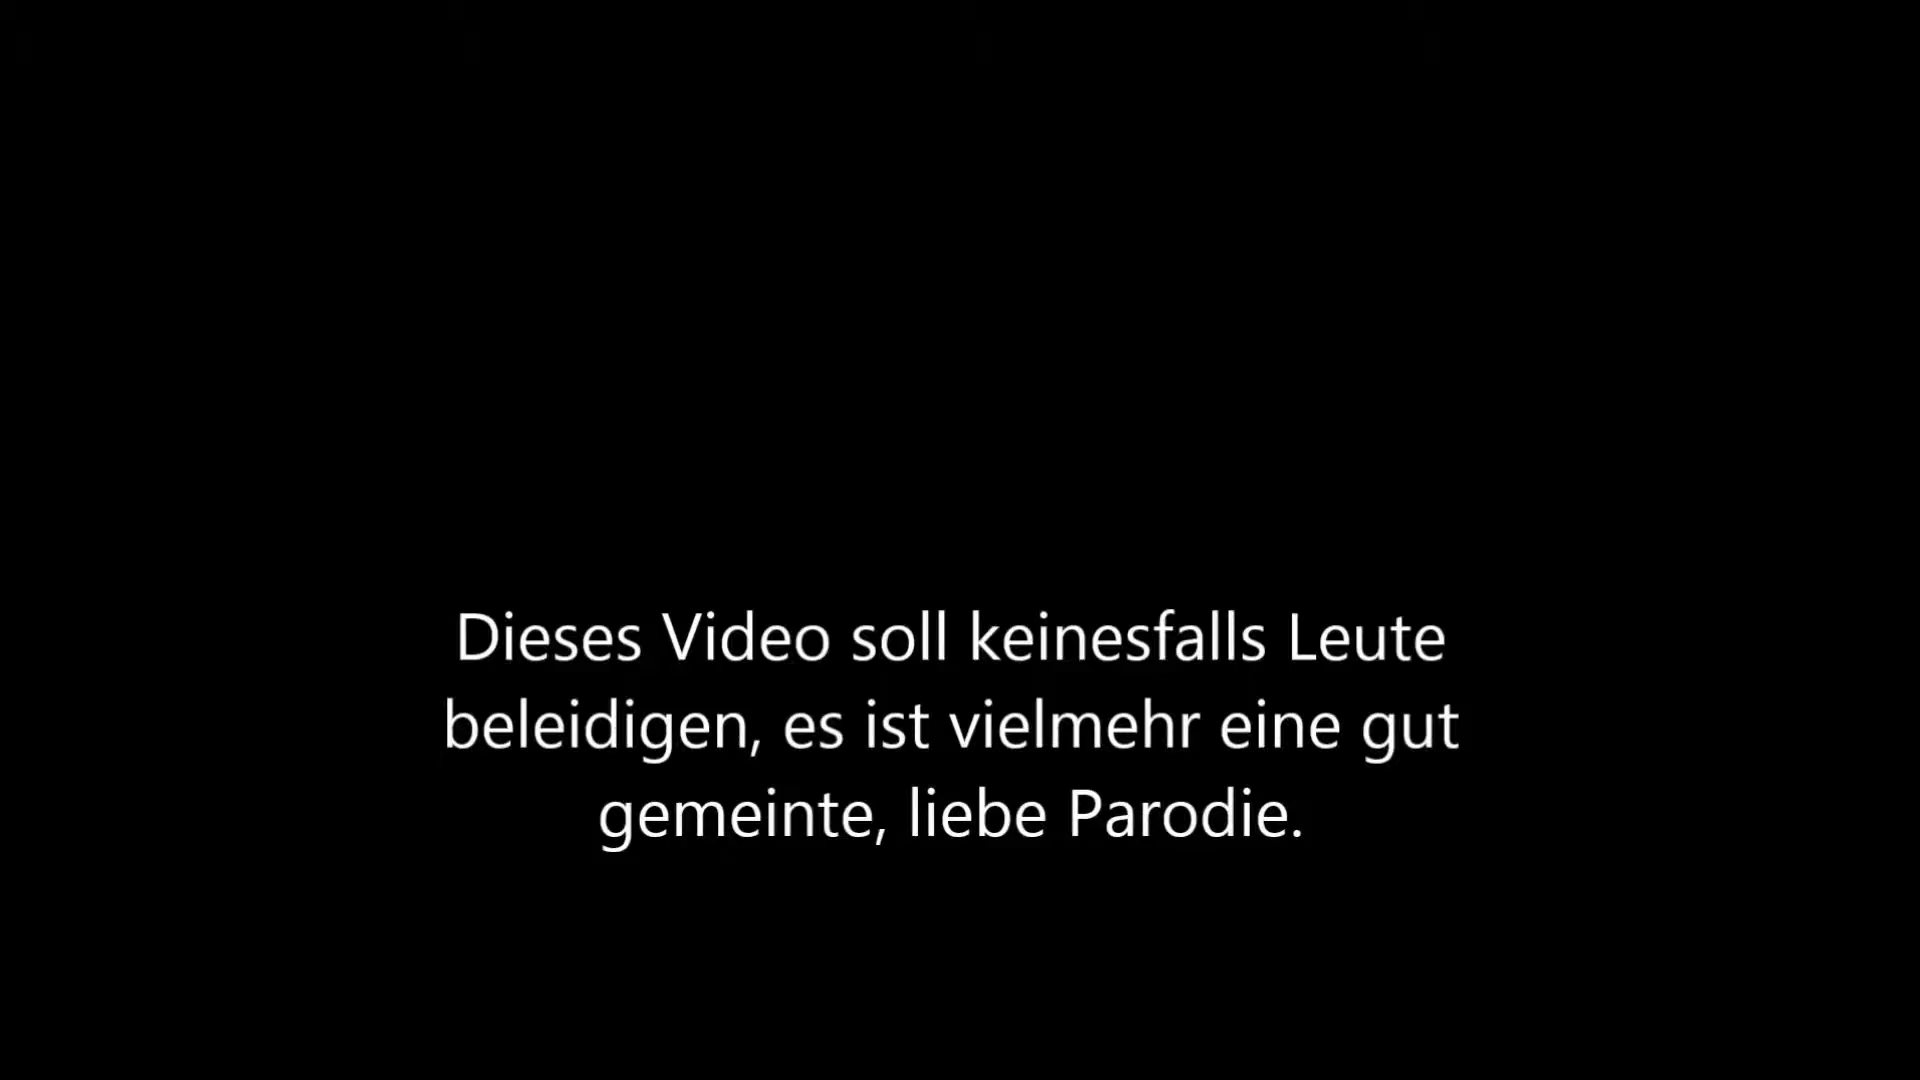 Dieses Video soll keinesfalls Leute
beleidigen, es ist vielmehr eine gut
gemeinte, liebe Parodie.